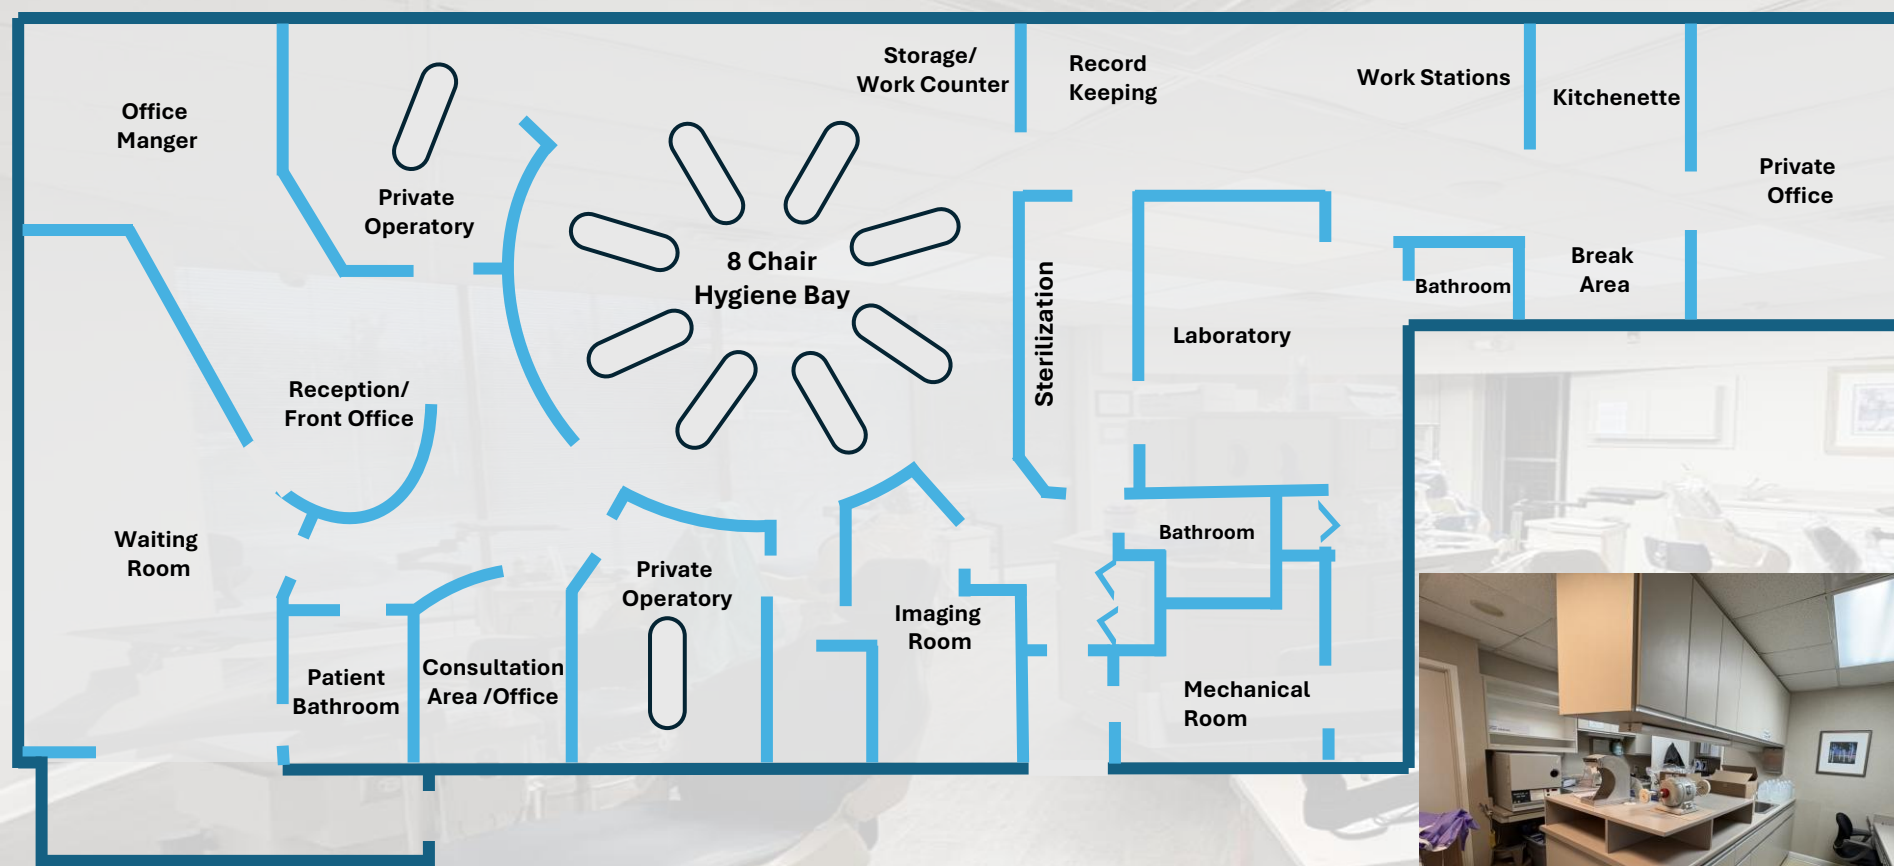 Storage/
Work Counter
Record
Keeping
Work Stations
Kitchenette
Office
Manger
Private
Office
Private
Operatory
8 Chair
Hygiene Bay
Sterilization
Bathroom
Break
Area
Laboratory
Reception/
Front Office
Waiting
Room
Bathroom
Private
Operatory
Imaging
Room
Patient
Bathroom
Consultation
Area /Office
Mechanical
Room